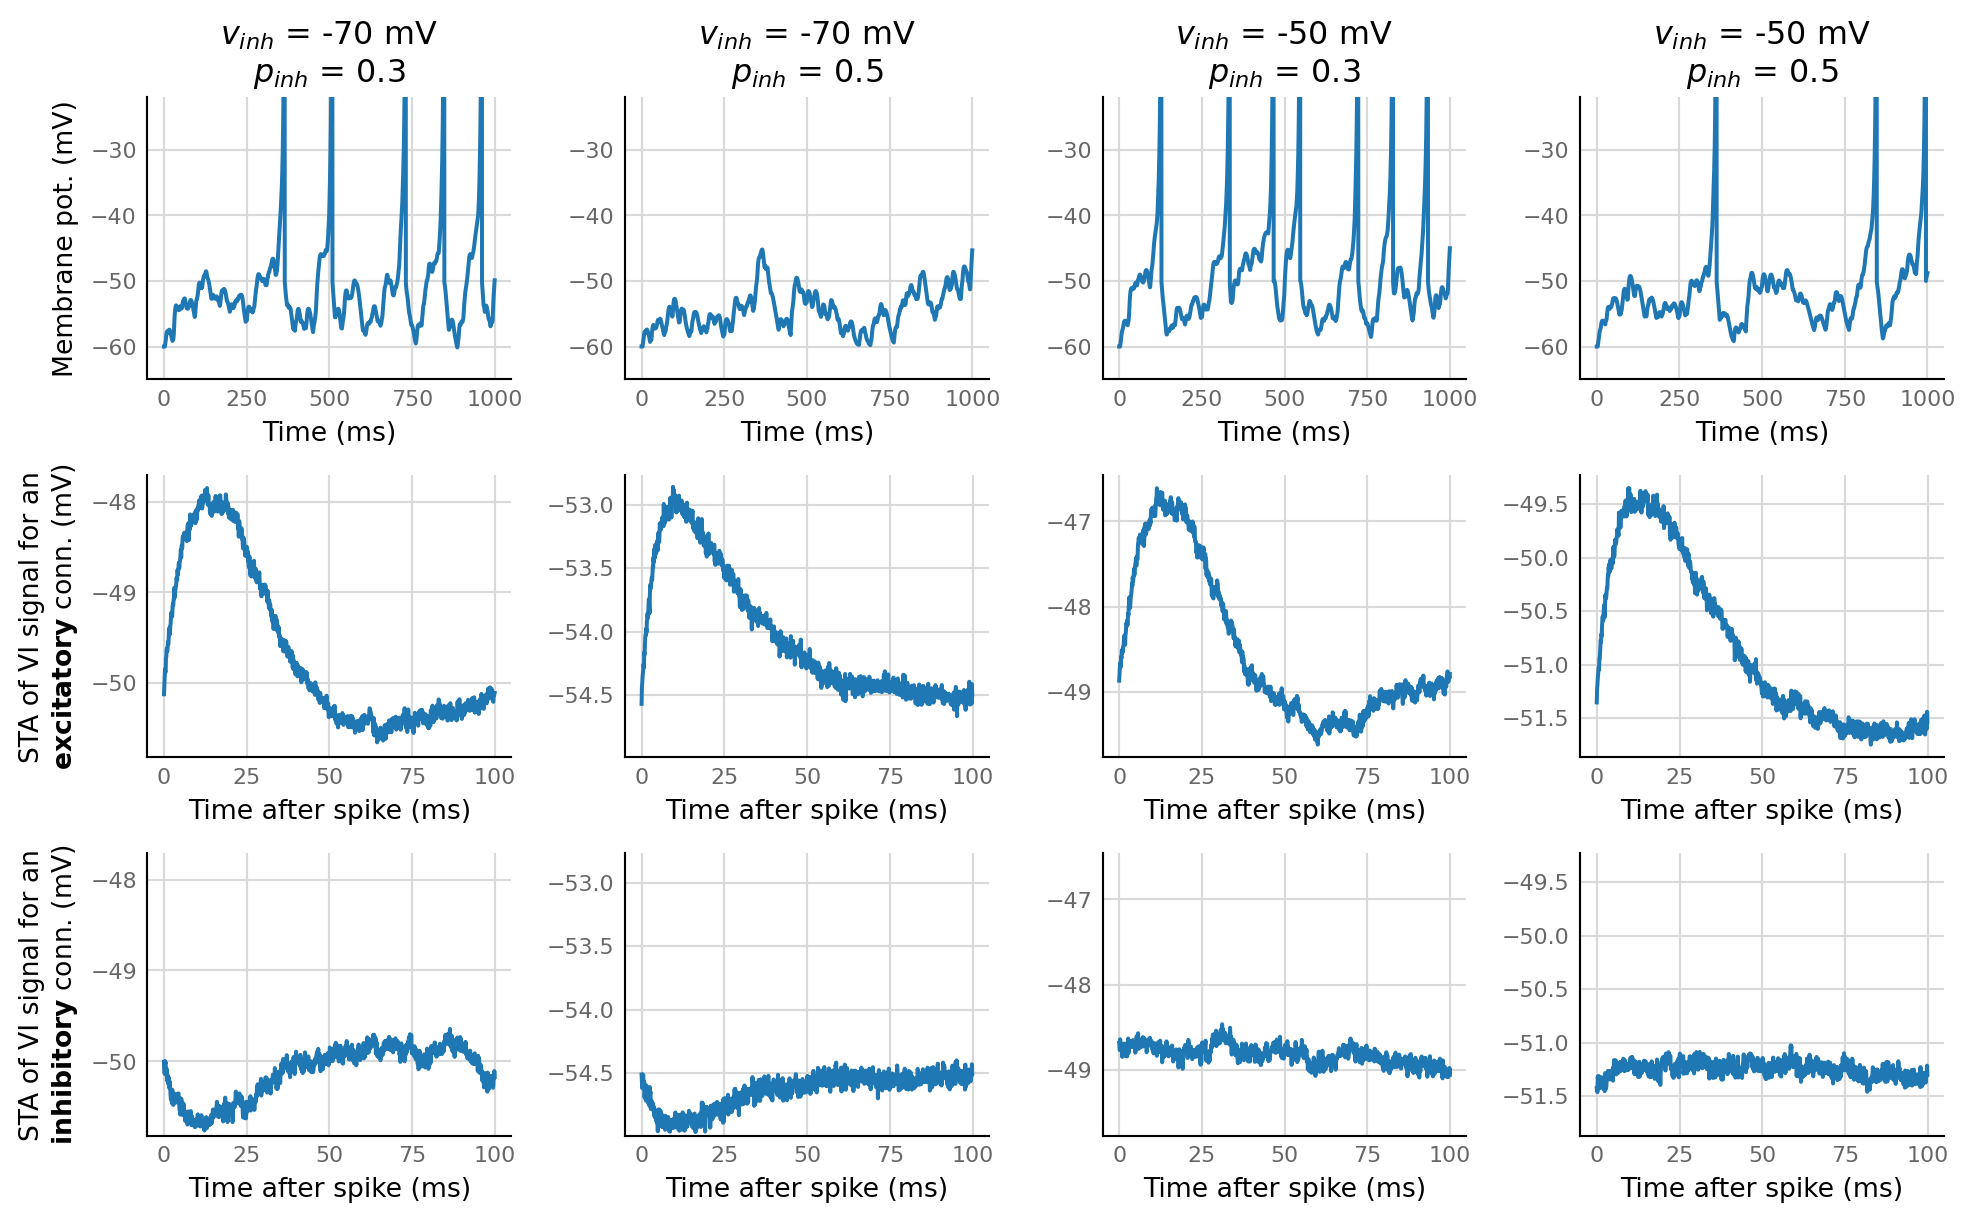 v_inh = -70 mV
p_inh = 0.3
v_inh = -70 mV
p_inh = 0.5
v_inh = -50 mV
p_inh = 0.3
v_inh = -50 mV
p_inh = 0.5
Membrane pot. (mV)
−30
−40
−50
−60
0 250 500 750 1000
Time (ms)
−30
−40
−50
−60
0 250 500 750 1000
Time (ms)
−30
−40
−50
−60
0 250 500 750 1000
Time (ms)
−30
−40
−50
−60
0 250 500 750 1000
Time (ms)
STA of VI signal for an
excitatory conn. (mV)
−48
−49
−50
0 25 50 75 100
Time after spike (ms)
−53.0
−53.5
−54.0
−54.5
0 25 50 75 100
Time after spike (ms)
−47
−48
−49
0 25 50 75 100
Time after spike (ms)
−49.5
−50.0
−50.5
−51.0
−51.5
0 25 50 75 100
Time after spike (ms)
STA of VI signal for an
inhibitory conn. (mV)
−48
−49
−50
0 25 50 75 100
Time after spike (ms)
−53.0
−53.5
−54.0
−54.5
0 25 50 75 100
Time after spike (ms)
−47
−48
−49
0 25 50 75 100
Time after spike (ms)
−49.5
−50.0
−50.5
−51.0
−51.5
0 25 50 75 100
Time after spike (ms)